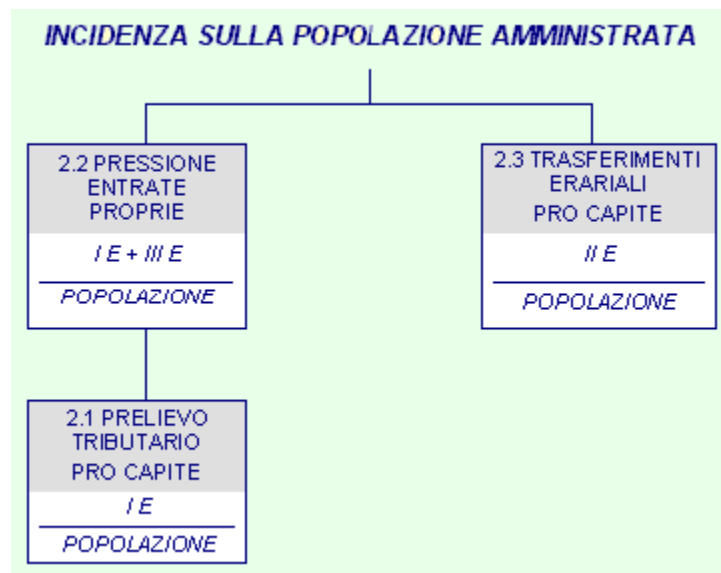 INCIDENZA SULLA POPOLAZIONE AMMINISTRATA
2.2 PRESSIONE
ENTRATE
PROPRIE
I E + III E
POPOLAZIONE
2.3 TRASFERIMENTI
ERARIALI
PRO CAPITE
II E
POPOLAZIONE
2.1 PRELIEVO
TRIBUTARIO
PRO CAPITE
I E
POPOLAZIONE